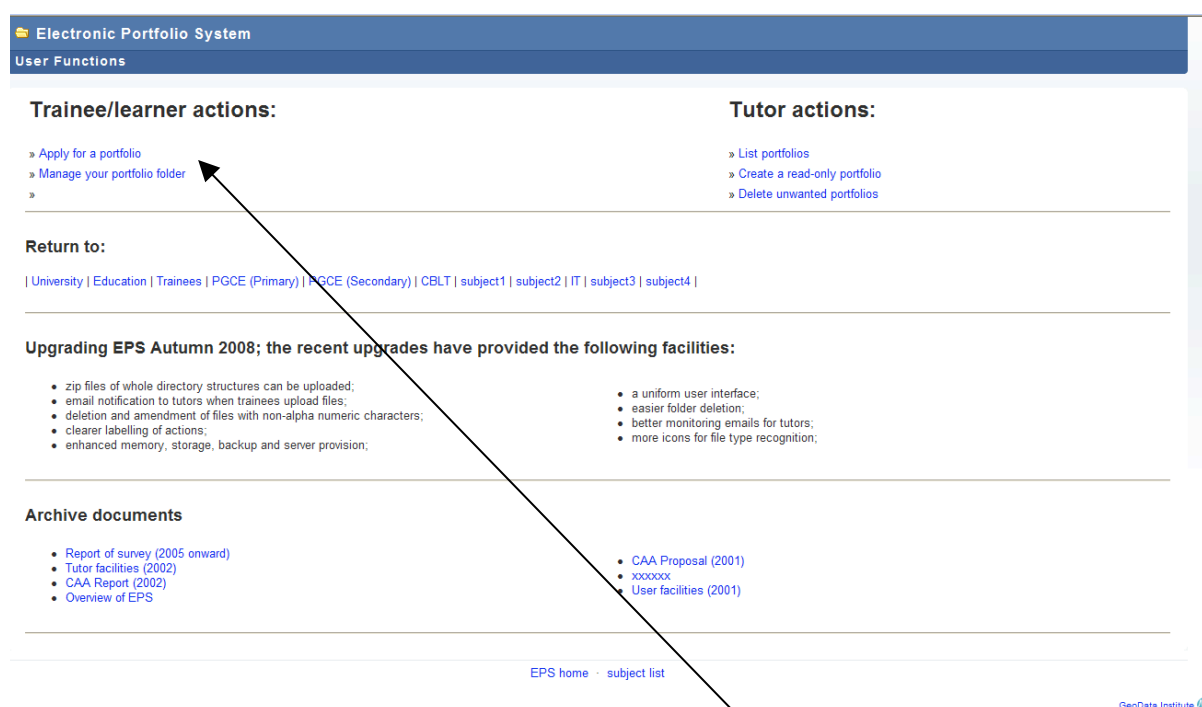 Electronic Portfolio System
User Functions
Trainee/learner actions:
» Apply for a portfolio
» Manage your portfolio folder
»
Tutor actions:
» List portfolios
» Create a read-only portfolio
» Delete unwanted portfolios
Return to:
| University | Education | Trainees | PGCE (Primary) | PGCE (Secondary) | CBLT | subject1 | subject2 | IT | subject3 | subject4 |
Upgrading EPS Autumn 2008; the recent upgrades have provided the following facilities:
• zip files of whole directory structures can be uploaded;
• email notification to tutors when trainees upload files;
• deletion and amendment of files with non-alpha numeric characters;
• clearer labelling of actions;
• enhanced memory, storage, backup and server provision;
• a uniform user interface;
• easier folder deletion;
• better monitoring emails for tutors;
• more icons for file type recognition;
Archive documents
• Report of survey (2005 onward)
• Tutor facilities (2002)
• CAA Report (2002)
• Overview of EPS
• CAA Proposal (2001)
• xxxxxx
• User facilities (2001)
EPS home · subject list
GeoData Institute